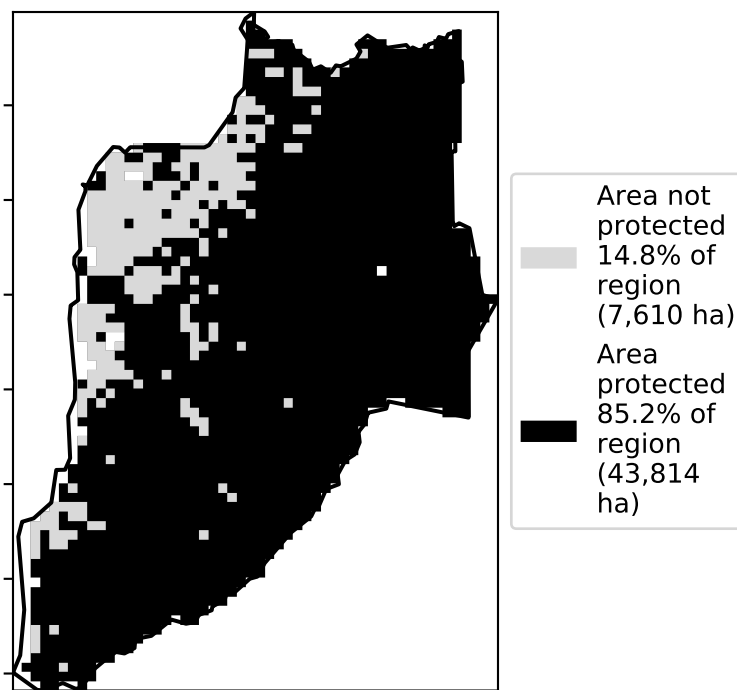 Area not
protected
14.8% of
region
(7,610 ha)
Area
protected
85.2% of
region
(43,814
ha)